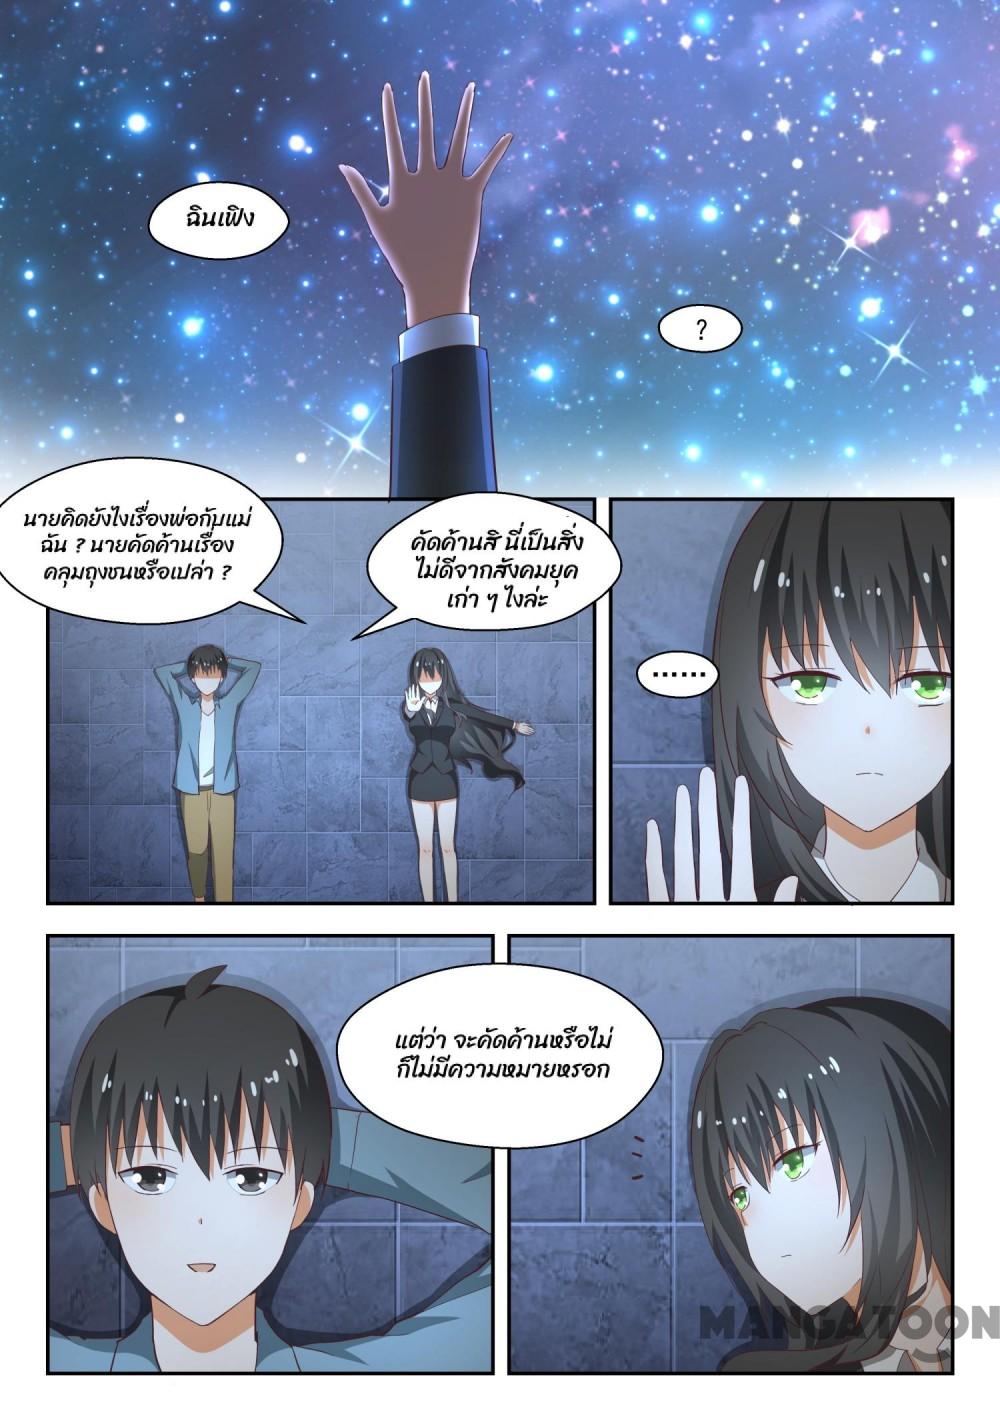 ฉินเฟิง
?
นายคิดยังไงเรื่องพ่อกับแม่
ฉัน ? นายคัดค้านเรื่อง
คลุมถุงชนหรือเปล่า ?
คัดค้านสิ นี่เป็นสิ่ง
ไม่ดีจากสังคมยุค
เก่า ๆ ไงล่ะ
......
แต่ว่า จะคัดค้านหรือไม่
ก็ไม่มีความหมายหรอก
MANGATOON